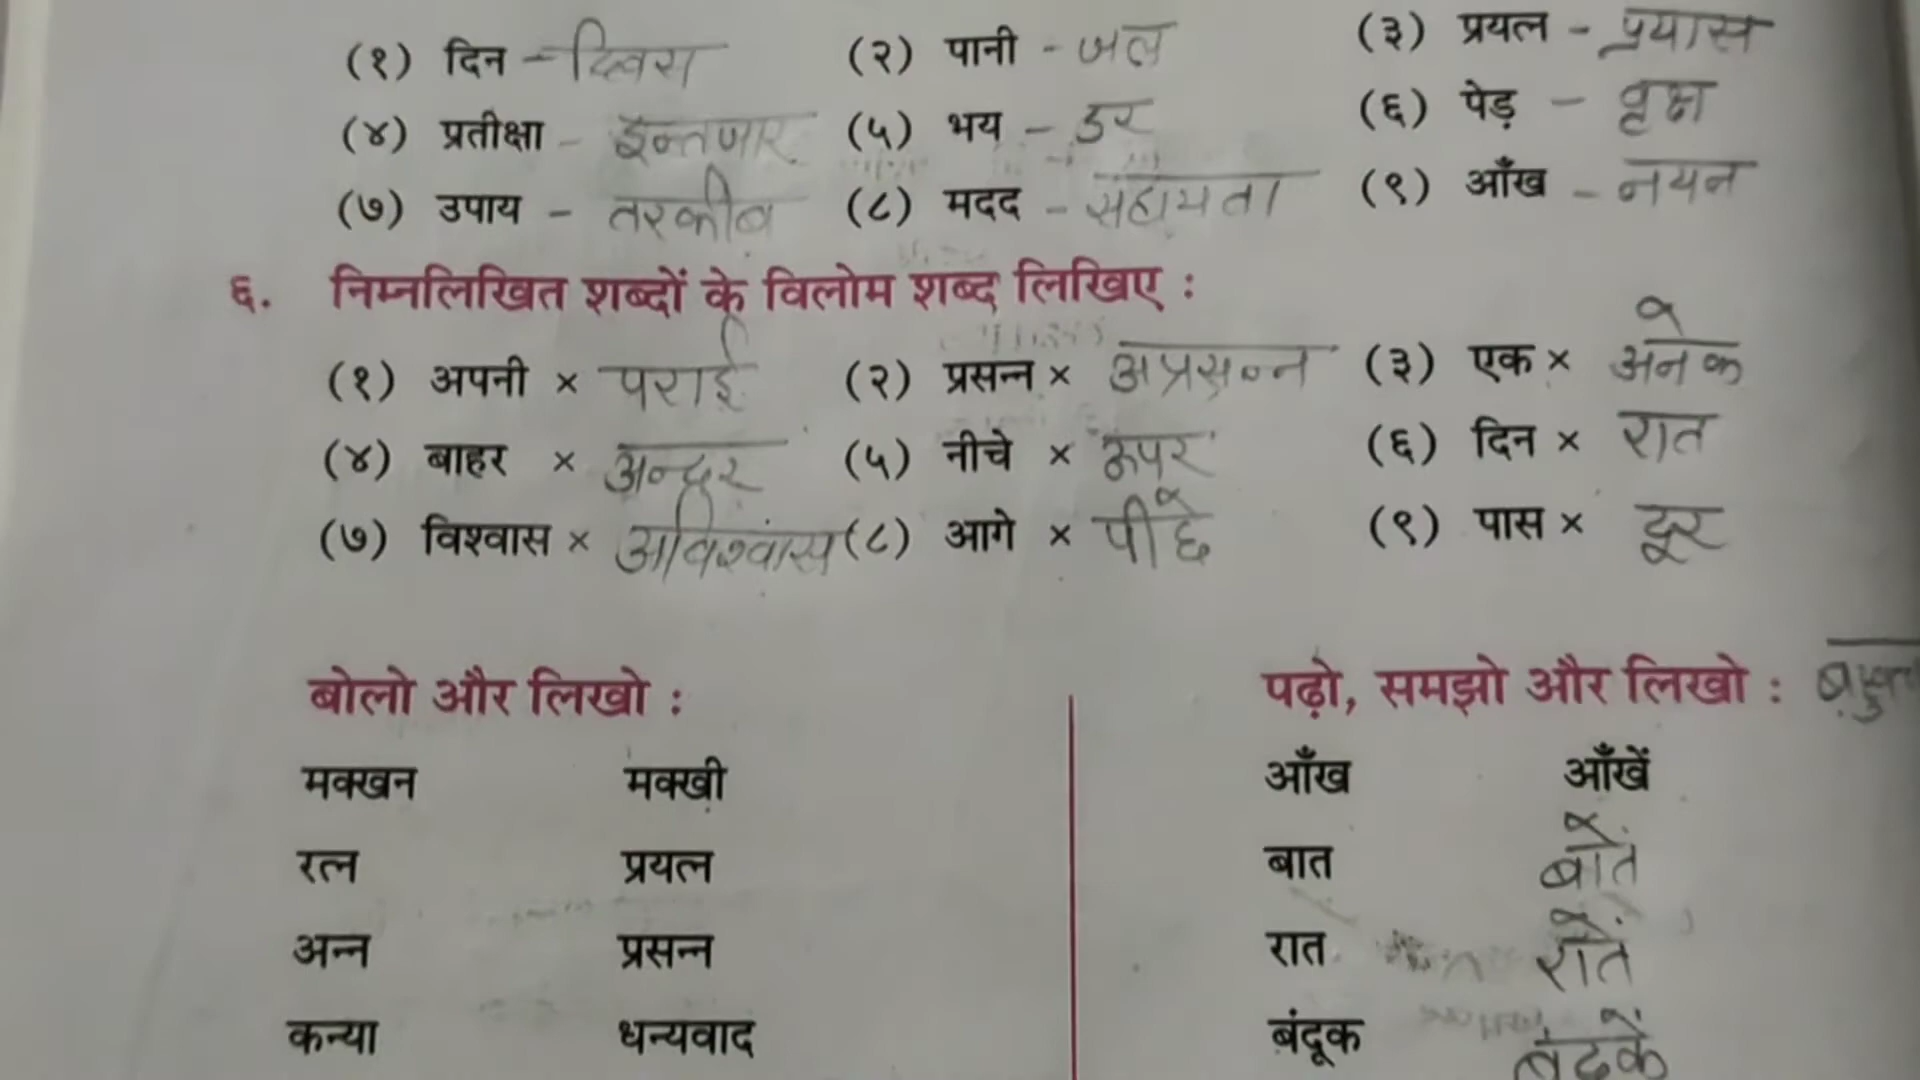 (१) दिन - दिवस (२) पानी - जल (३) प्रयत्न - प्रयास
(४) प्रतीक्षा - इन्तजार (५) भय - डर (६) पेड़ - वृक्ष
(७) उपाय - तरकीब (८) मदद - सहायता (९) आँख - नयन
६. निम्नलिखित शब्दों के विलोम शब्द लिखिए :
(१) अपनी × पराई (२) प्रसन्न × अप्रसन्न (३) एक × अनेक
(४) बाहर × अन्दर (५) नीचे × ऊपर (६) दिन × रात
(७) विश्वास × अविश्वास (८) आगे × पीछे (९) पास × दूर
बोलो और लिखो :
मक्खन मक्खी
रत्न प्रयत्न
अन्न प्रसन्न
कन्या धन्यवाद
पढ़ो, समझो और लिखो :
आँख आँखें
बात बातें
रात रातें
बंदूक बंदूकें